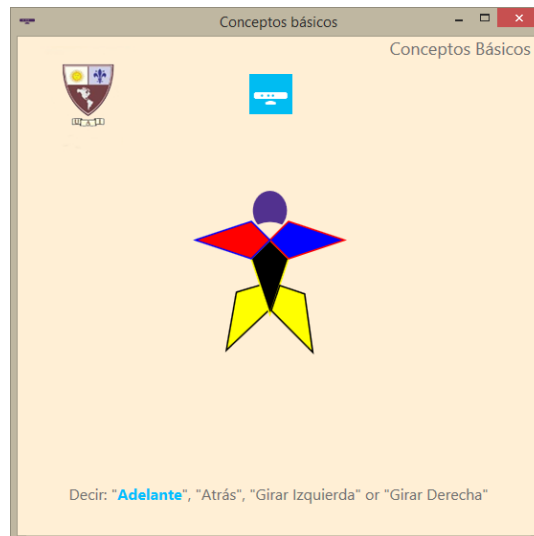 Conceptos básicos
Conceptos Básicos
Decir: "Adelante", "Atrás", "Girar Izquierda" or "Girar Derecha"